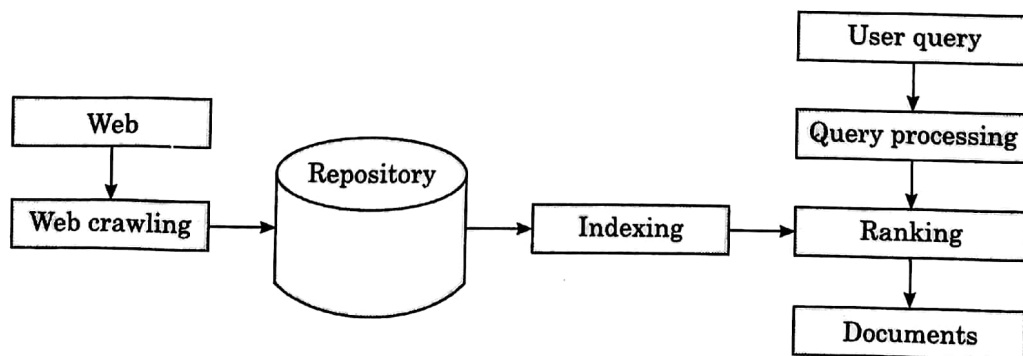 User query
Web
Query processing
Repository
Web crawling
Indexing
Ranking
Documents